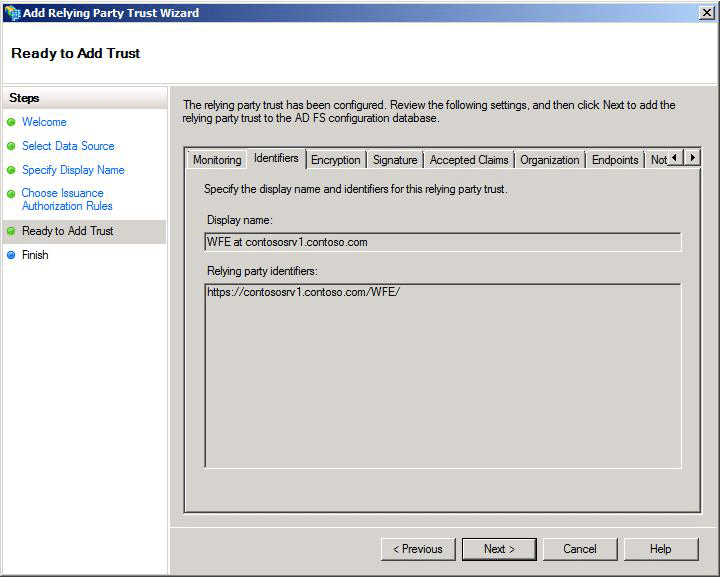 Add Relying Party Trust Wizard
Ready to Add Trust
Steps
Welcome
Select Data Source
Specify Display Name
Choose Issuance
Authorization Rules
Ready to Add Trust
Finish
The relying party trust has been configured. Review the following settings, and then click Next to add the
relying party trust to the AD FS configuration database.
Monitoring Identifiers Encryption Signature Accepted Claims Organization Endpoints Not
Specify the display name and identifiers for this relying party trust.
Display name:
WFE at contososrv1.contoso.com
Relying party identifiers:
https://contososrv1.contoso.com/WFE/
< Previous Next > Cancel Help